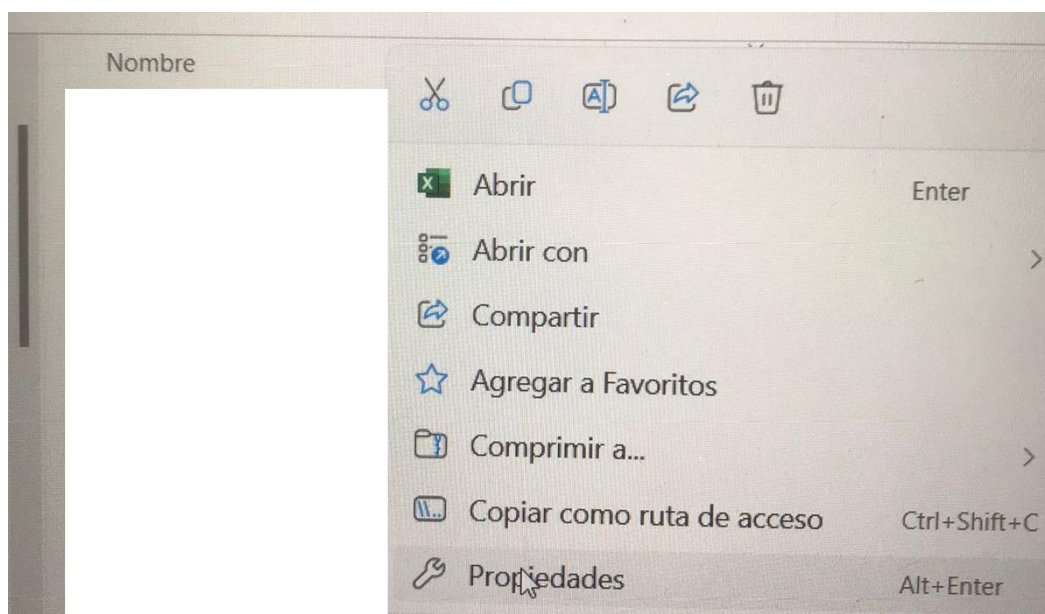 Nombre
Abrir Enter
Abrir con
Compartir
Agregar a Favoritos
Comprimir a...
Copiar como ruta de acceso Ctrl+Shift+C
Propiedades Alt+Enter